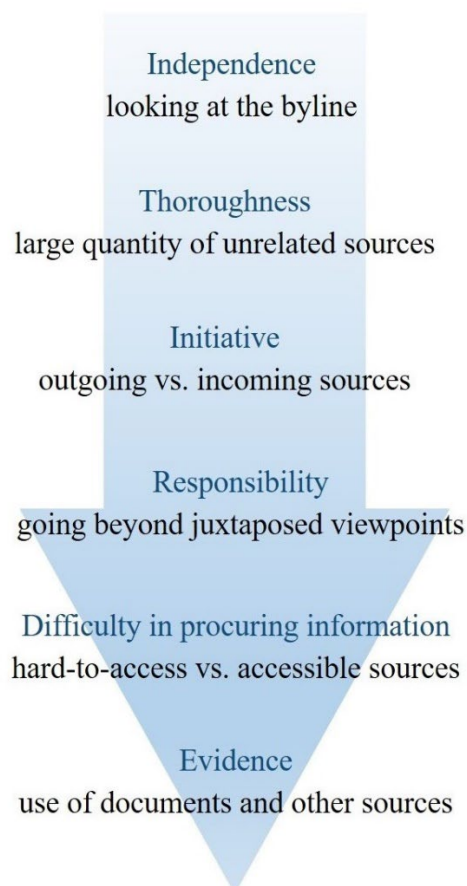 Independence
looking at the byline
Thoroughness
large quantity of unrelated sources
Initiative
outgoing vs. incoming sources
Responsibility
going beyond juxtaposed viewpoints
Difficulty in procuring information
hard-to-access vs. accessible sources
Evidence
use of documents and other sources